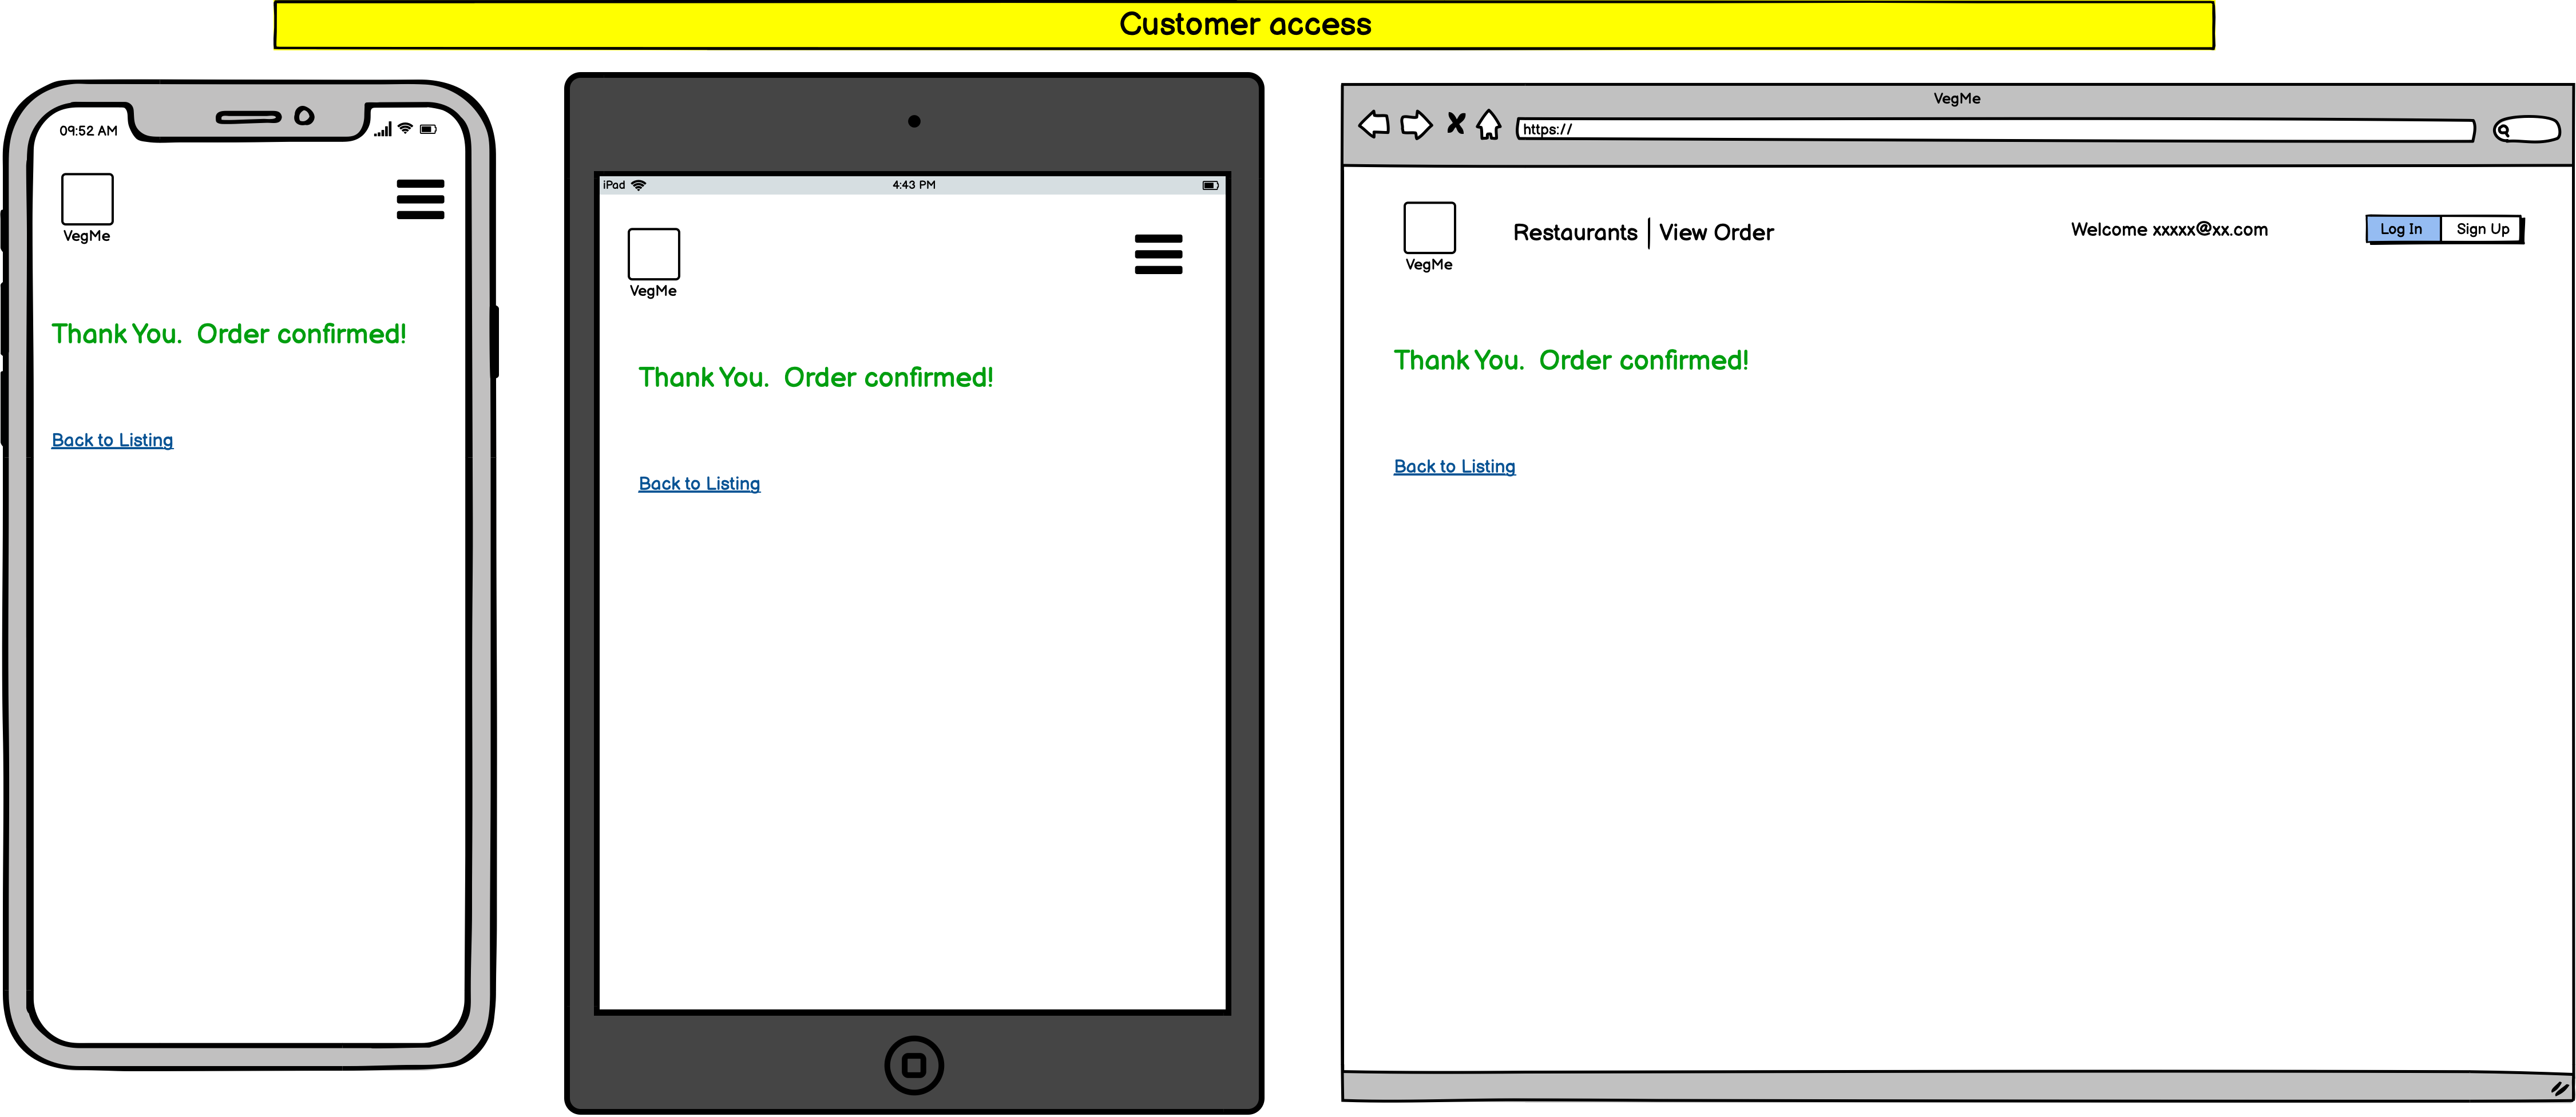 Customer access
09:52 AM
VegMe
Thank You.  Order confirmed!
Back to Listing
iPad 4:43 PM
VegMe
Thank You.  Order confirmed!
Back to Listing
VegMe
https://
Restaurants | View Order Welcome xxxxx@xx.com Log In Sign Up
VegMe
Thank You.  Order confirmed!
Back to Listing